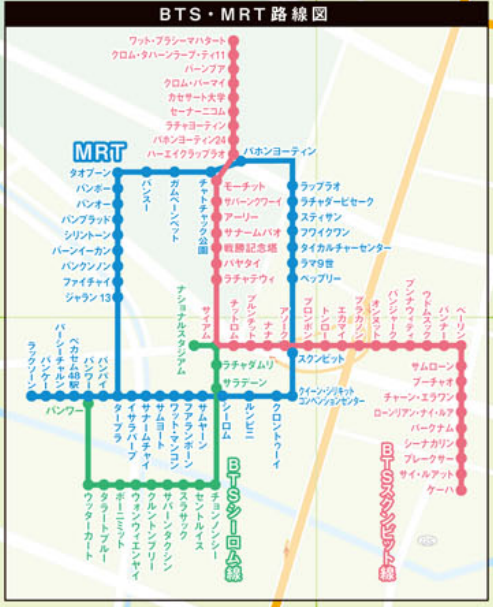 BTS・MRT路線図
ワット・プラシーマハタート
クロム・タハーンラープ・ティ11
バーンブア
クロム・パーマイ
カセサート大学
セーナーニコム
ラチャヨーティン
パホンヨーティン24
ハーエイクラップラオ
MRT
パホンヨーティン
タオプーン
バンポー
バンオー
バンプラッド
シリントーン
バーンイーカン
バンクンノン
ファイチャイ
ジャラン 13
バンスー
ガムペーンペット
チャトチャック公園
モーチット
サパーンクワーイ
アーリー
サナームパオ
戦勝記念塔
パヤタイ
ラチャテウィ
ラップラオ
ラチャダーピセーク
スティサン
フワイクワン
タイカルチャーセンター
ラマ9世
ペップリー
ナショナルスタジアム
サイアム
チットロム
プルンチット
ナナ
アソーク
プロンポン
トンロー
エカマイ
プラカノン
オンヌット
バンジャーク
プンナウィティ
ウドムスック
バンナー
ベーリン
スクンビット
ラチャダムリ
サラデーン
サムローン
プーチャオ
チャーン・エラワン
ローンリアン・ナイ・ルア
パークナム
シーナカリン
プレークサー
サイ・ルアット
ケーハ
ラックソーン
バンケー
パーシーチャルン
ペカセム48駅
バンワー
バンパイ
バンワー
タープラ
イサラパープ
サナームチャイ
サムヨート
ワット・マンコン
フアランポーン
サムヤーン
シーロム
ルンピニ
クロントゥーイ
クイーン・シリキット
コンベンションセンター
ウッターカート
タラートプルー
ポーニミット
ウォンウィエンヤイ
クルントンブリー
サパーンタクシン
スラサック
セントルイス
チョンノンシー
BTSシーロム線
BTSスクンビット線